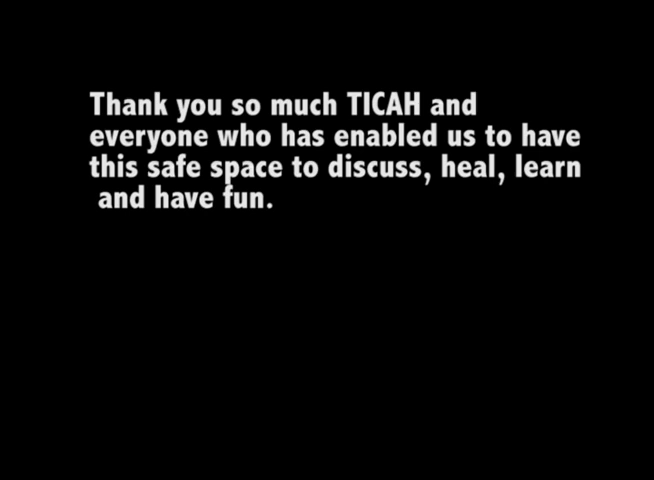 Thank you so much TICAH and
everyone who has enabled us to have
this safe space to discuss, heal, learn
and have fun.